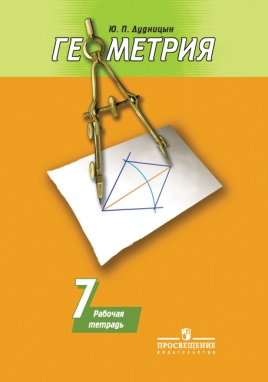 Ю. П. Дудницын
ГЕОМЕТРИЯ
7
Рабочая
тетрадь
ПРОСВЕЩЕНИЕ
ИЗДАТЕЛЬСТВО